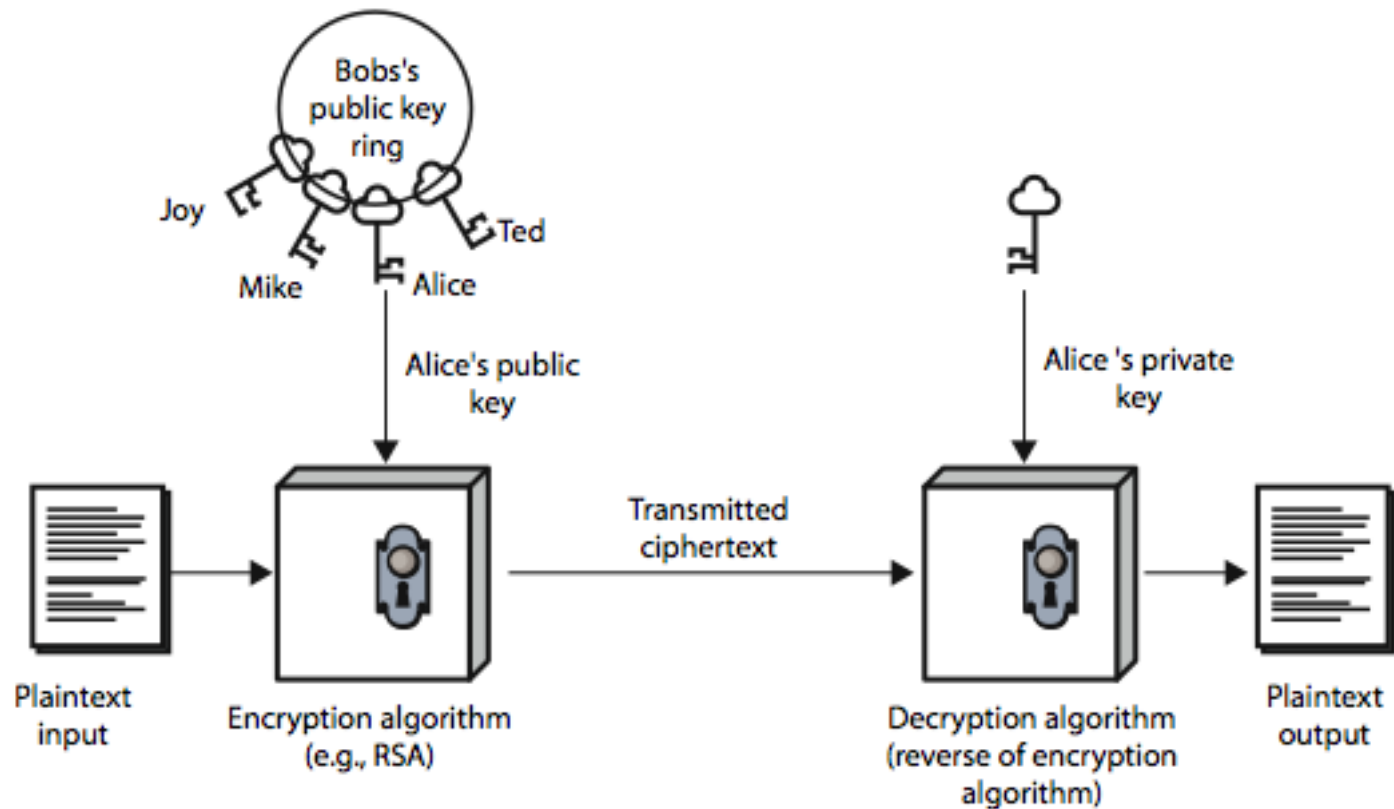 Bobs's
public key
ring
Joy
Ted
Mike
Alice
Alice's public
key
Alice 's private
key
Transmitted
ciphertext
Plaintext
input
Encryption algorithm
(e.g., RSA)
Decryption algorithm
(reverse of encryption
algorithm)
Plaintext
output